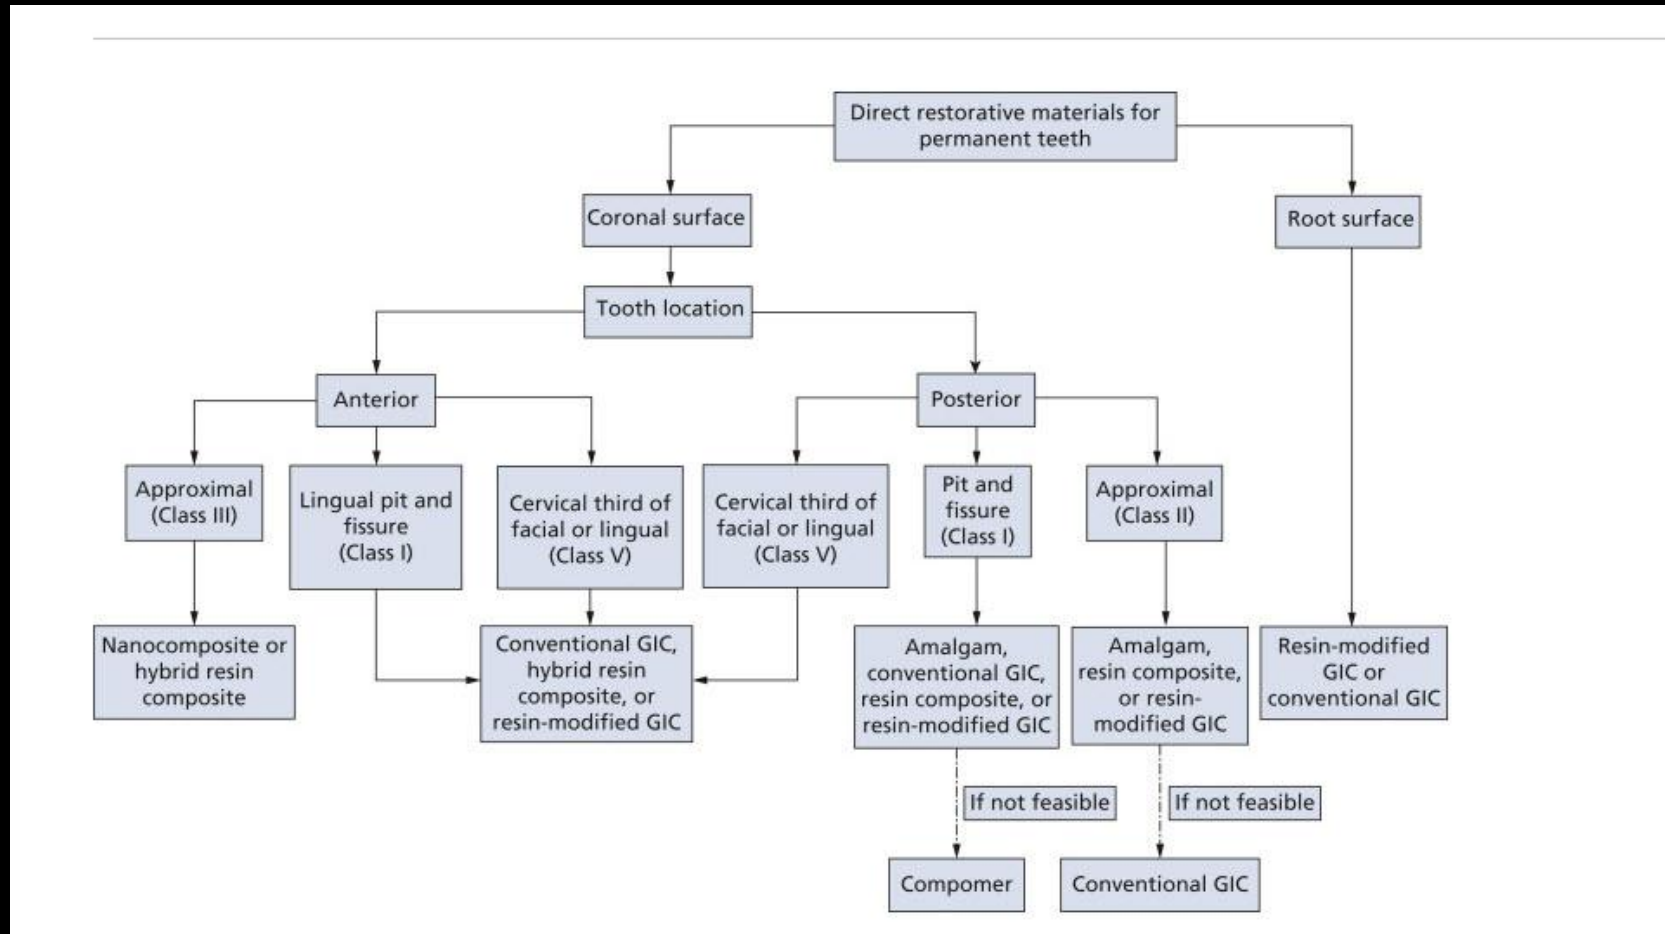 Direct restorative materials for
permanent teeth
Coronal surface
Root surface
Tooth location
Anterior
Posterior
Approximal
(Class III)
Lingual pit and
fissure
(Class I)
Cervical third of
facial or lingual
(Class V)
Cervical third of
facial or lingual
(Class V)
Pit and
fissure
(Class I)
Approximal
(Class II)
Nanocomposite or
hybrid resin
composite
Conventional GIC,
hybrid resin
composite, or
resin-modified GIC
Amalgam,
conventional GIC,
resin composite, or
resin-modified GIC
Amalgam,
resin composite,
or resin-
modified GIC
Resin-modified
GIC or
conventional GIC
If not feasible
If not feasible
Compomer
Conventional GIC